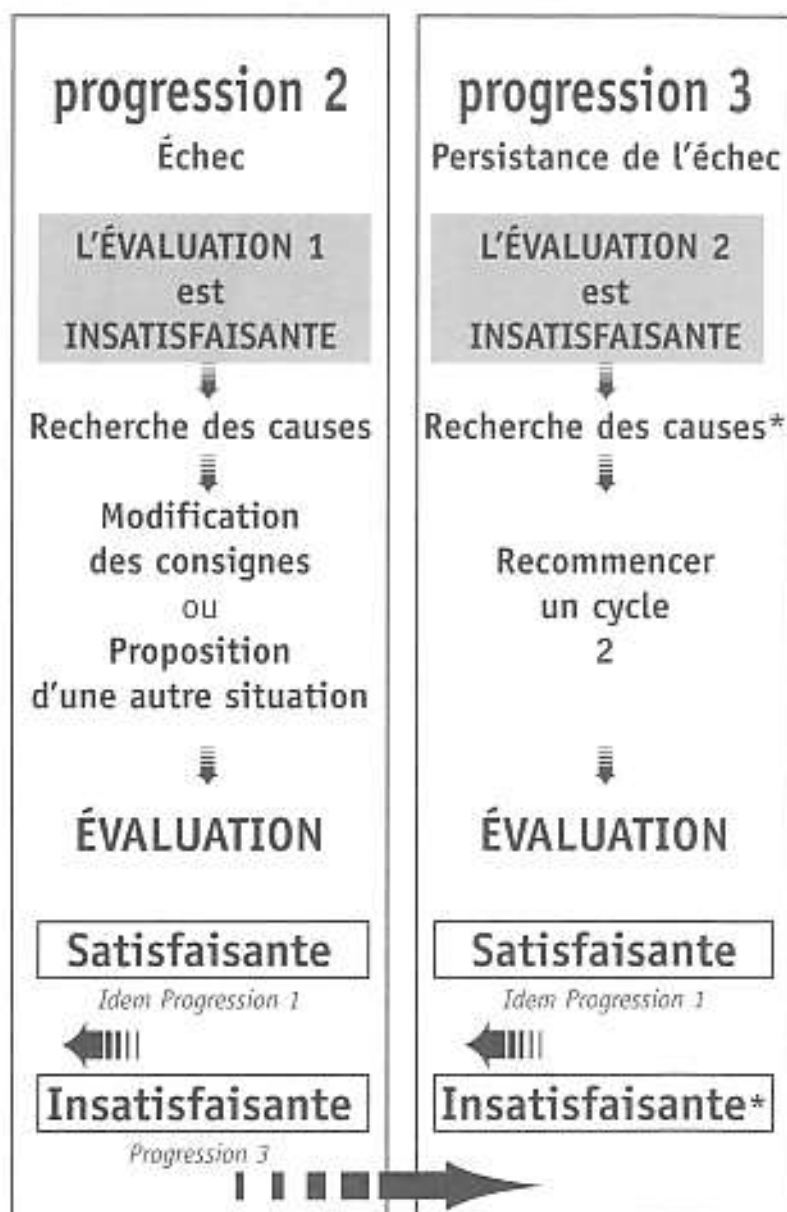 progression 2
Échec
L'ÉVALUATION 1
est
INSATISFAISANTE
Recherche des causes
Modification
des consignes
ou
Proposition
d'une autre situation
ÉVALUATION
Satisfaisante
Idem Progression 1
Insatisfaisante
Progression 3
progression 3
Persistance de l'échec
L'ÉVALUATION 2
est
INSATISFAISANTE
Recherche des causes*
Recommencer
un cycle
2
ÉVALUATION
Satisfaisante
Idem Progression 1
Insatisfaisante*